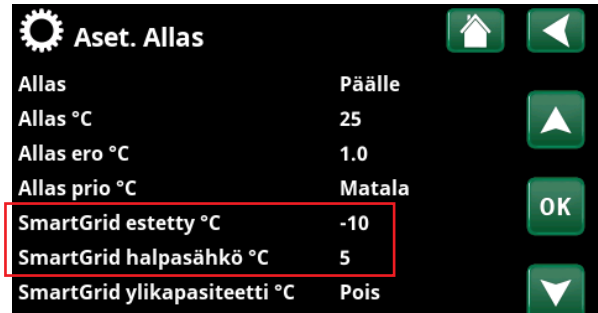 Aset. Allas
Allas Päälle
Allas °C 25
Allas ero °C 1.0
Allas prio °C Matala
OK
SmartGrid estetty °C -10
SmartGrid halpasähkö °C 5
SmartGrid ylikapasiteetti °C Pois